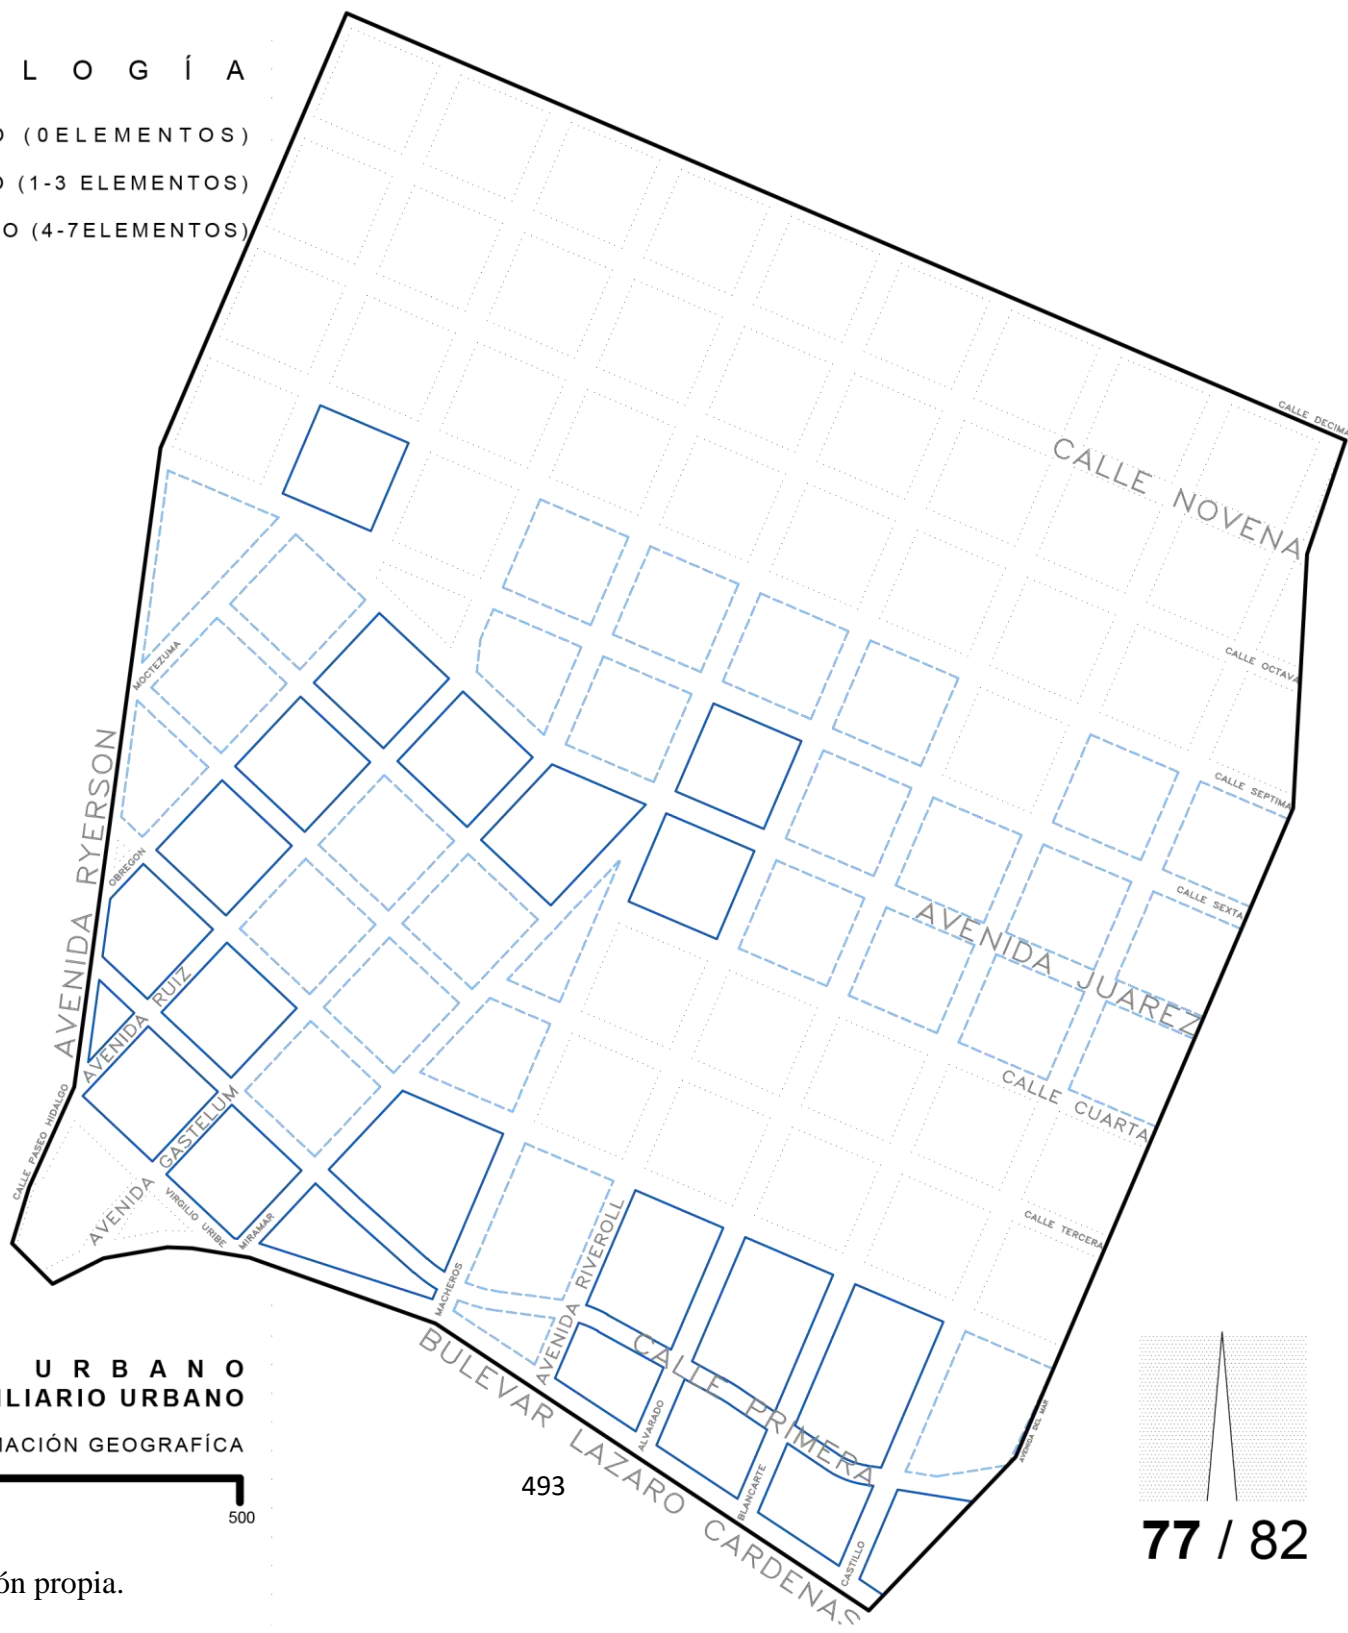 L O G Í A
O (0ELEMENTOS)
O (1-3 ELEMENTOS)
O (4-7ELEMENTOS)
CALLE DECIMA
CALLE NOVENA
CALLE OCTAVA
CALLE SEPTIMA
CALLE SEXTA
AVENIDA JUAREZ
CALLE CUARTA
CALLE TERCERA
MOCTEZUMA
AVENIDA RYERSON
OBREGON
AVENIDA RUIZ
AVENIDA GASTELUM
CALLE PASEO HIDALGO
VIRGILIO URIBE
MIRAMAR
MACHEROS
AVENIDA RIVEROLL
CALLE PRIMERA
ALVARADO
BLANCARTE
CASTILLO
AVENIDA DEL MAR
BULEVAR LAZARO CARDENAS
URBANO
ILIARIO URBANO
MACIÓN GEOGRAFÍCA
500
493
77 / 82
ón propia.